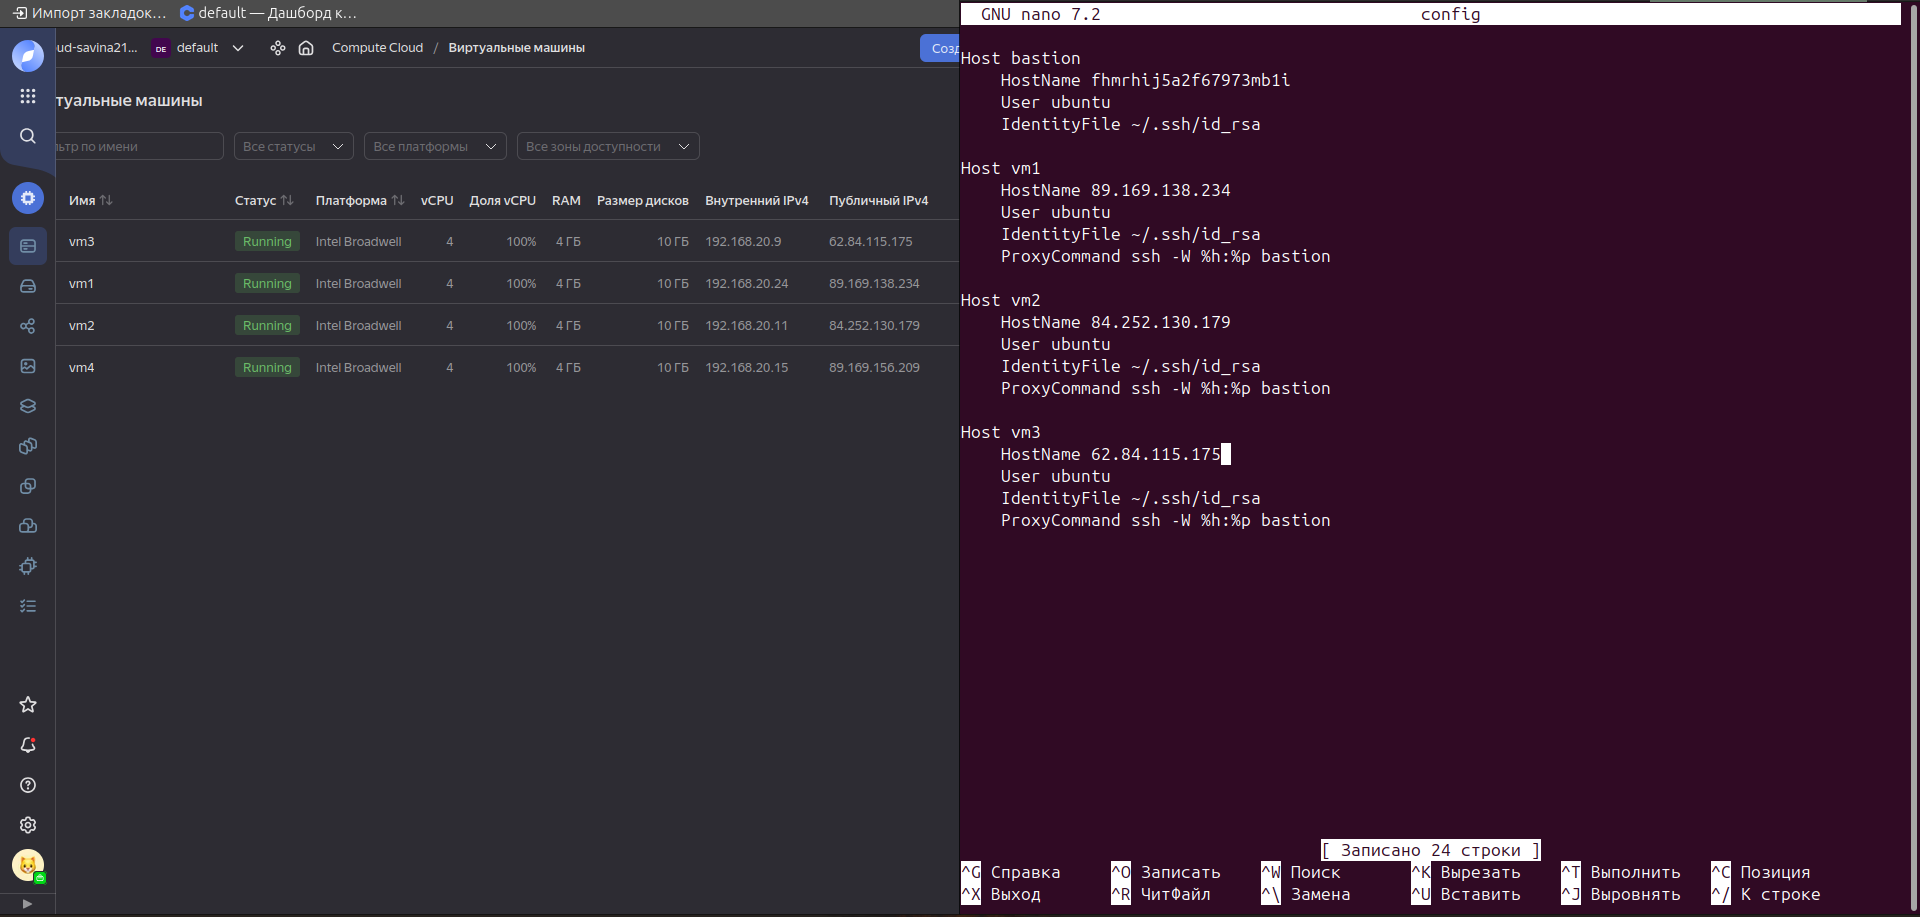 Импорт закладок...
default — Дашборд к...
ud-savina21...
DE
default
Compute Cloud / Виртуальные машины
Созд
туальные машины
ьтр по имени
Все статусы
Все платформы
Все зоны доступности
Имя Статус Платформа vCPU Доля vCPU RAM Размер дисков Внутренний IPv4 Публичный IPv4
vm3 Running Intel Broadwell 4 100% 4 ГБ 10 ГБ 192.168.20.9 62.84.115.175
vm1 Running Intel Broadwell 4 100% 4 ГБ 10 ГБ 192.168.20.24 89.169.138.234
vm2 Running Intel Broadwell 4 100% 4 ГБ 10 ГБ 192.168.20.11 84.252.130.179
vm4 Running Intel Broadwell 4 100% 4 ГБ 10 ГБ 192.168.20.15 89.169.156.209
GNU nano 7.2 config
Host bastion
HostName fhmrhij5a2f67973mb1i
User ubuntu
IdentityFile ~/.ssh/id_rsa
Host vm1
HostName 89.169.138.234
User ubuntu
IdentityFile ~/.ssh/id_rsa
ProxyCommand ssh -W %h:%p bastion
Host vm2
HostName 84.252.130.179
User ubuntu
IdentityFile ~/.ssh/id_rsa
ProxyCommand ssh -W %h:%p bastion
Host vm3
HostName 62.84.115.175
User ubuntu
IdentityFile ~/.ssh/id_rsa
ProxyCommand ssh -W %h:%p bastion
[ Записано 24 строки ]
^G Справка ^O Записать ^W Поиск ^K Вырезать ^T Выполнить ^C Позиция
^X Выход ^R ЧитФайл ^\ Замена ^U Вставить ^J Выровнять ^/ К строке